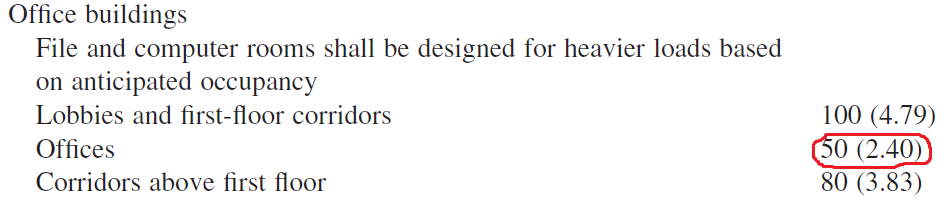 Office buildings
File and computer rooms shall be designed for heavier loads based
on anticipated occupancy
Lobbies and first-floor corridors 100 (4.79)
Offices 50 (2.40)
Corridors above first floor 80 (3.83)